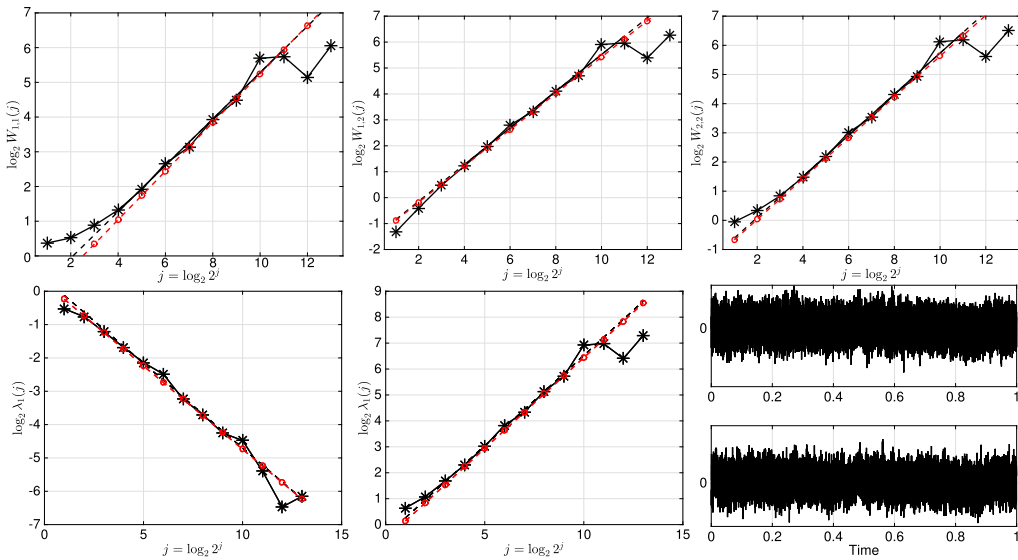 7
6
5
4
3
2
1
0
log₂ W₁,₁(j)
2 4 6 8 10 12
j = log₂ 2ʲ
7
6
5
4
3
2
1
0
-1
-2
log₂ W₁,₂(j)
2 4 6 8 10 12
j = log₂ 2ʲ
7
6
5
4
3
2
1
0
-1
log₂ W₂,₂(j)
2 4 6 8 10 12
j = log₂ 2ʲ
0
-1
-2
-3
-4
-5
-6
-7
log₂ λ₁(j)
0 5 10 15
j = log₂ 2ʲ
9
8
7
6
5
4
3
2
1
0
log₂ λ₁(j)
0 5 10 15
j = log₂ 2ʲ
0
0 0.2 0.4 0.6 0.8 1
0
0 0.2 0.4 0.6 0.8 1
Time